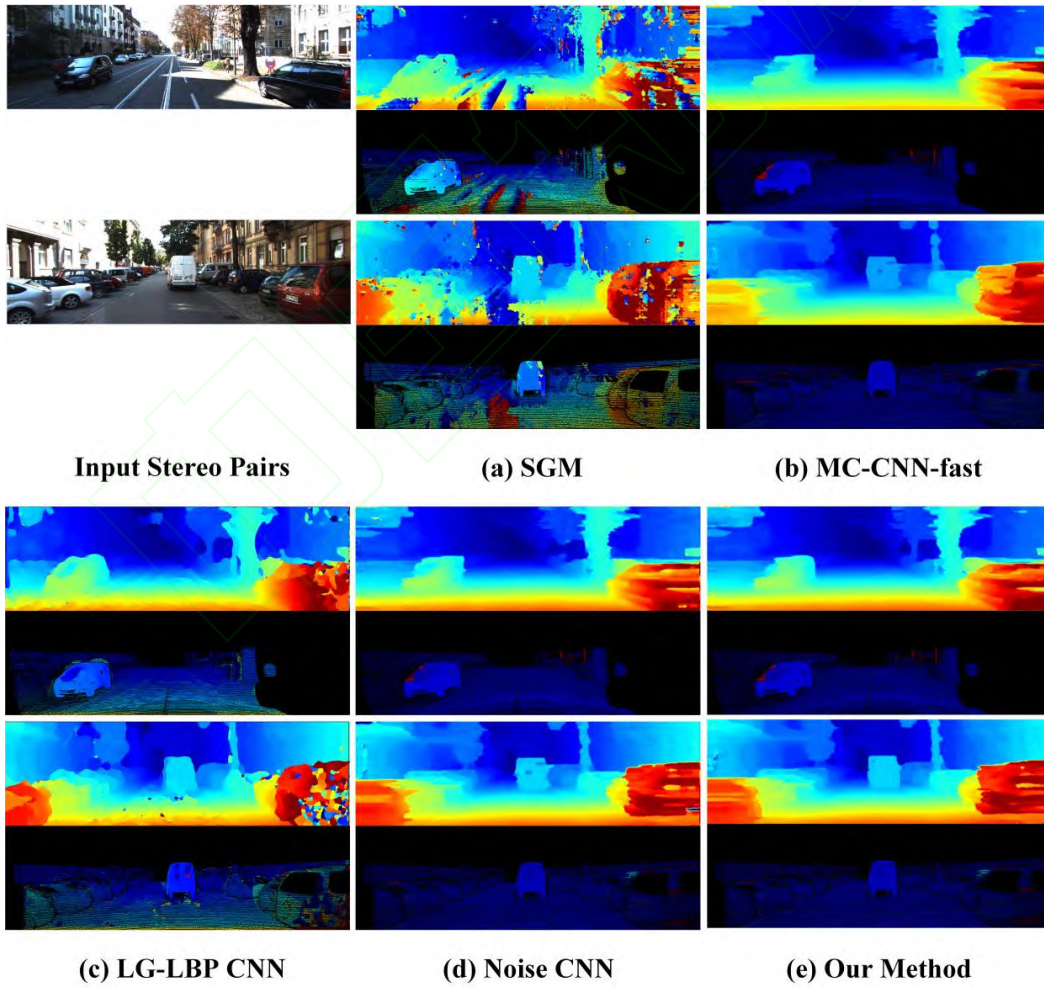 Input Stereo Pairs
(a) SGM
(b) MC-CNN-fast
(c) LG-LBP CNN
(d) Noise CNN
(e) Our Method